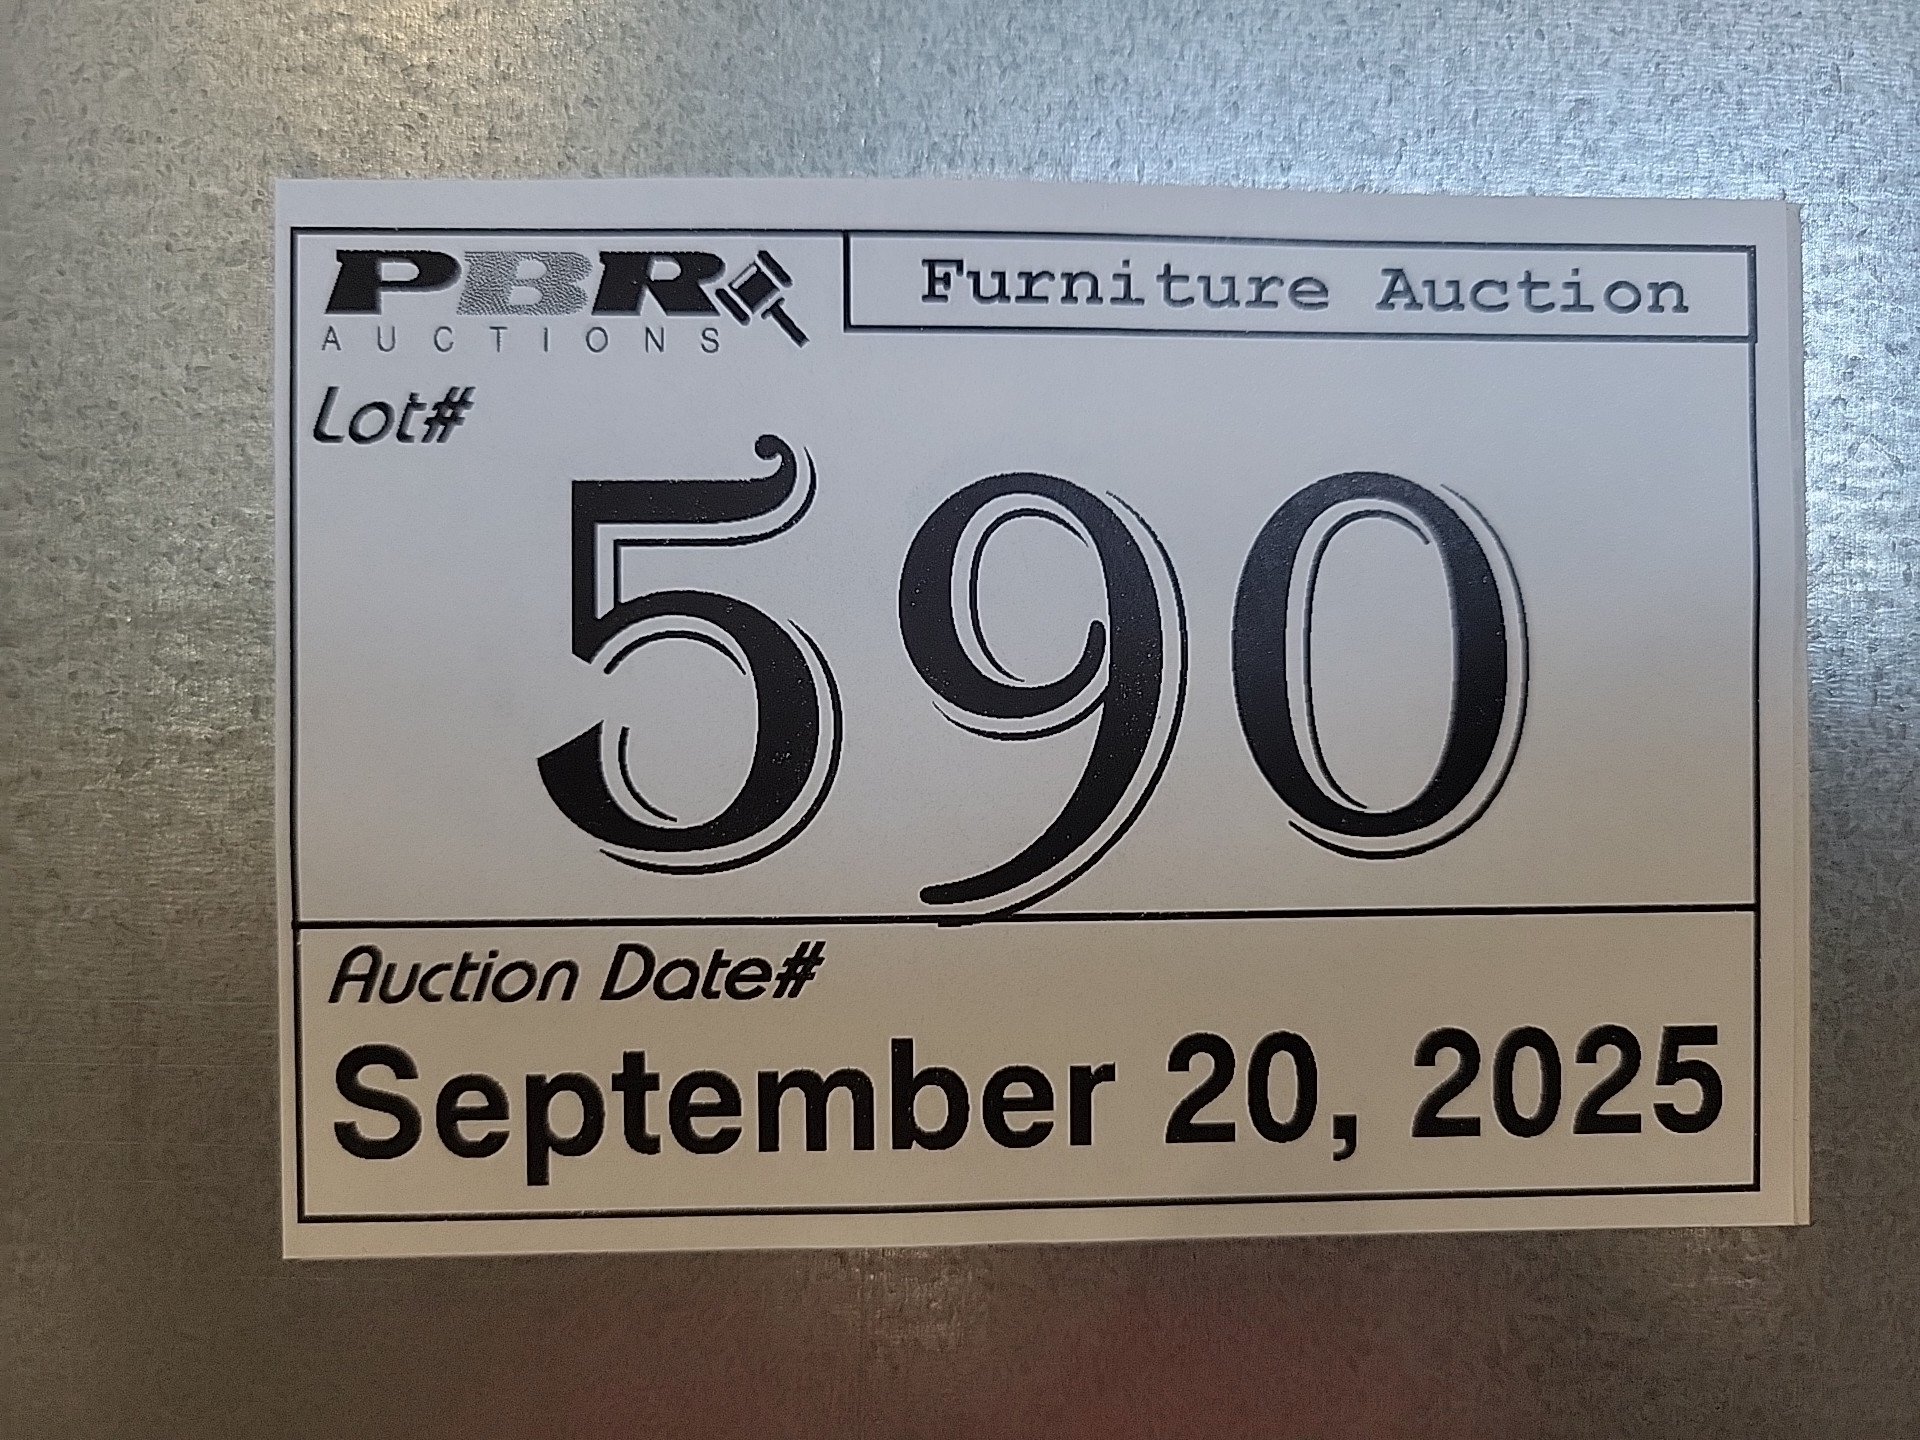 PBR
AUCTIONS
Furniture Auction
Lot#
590
Auction Date#
September 20, 2025